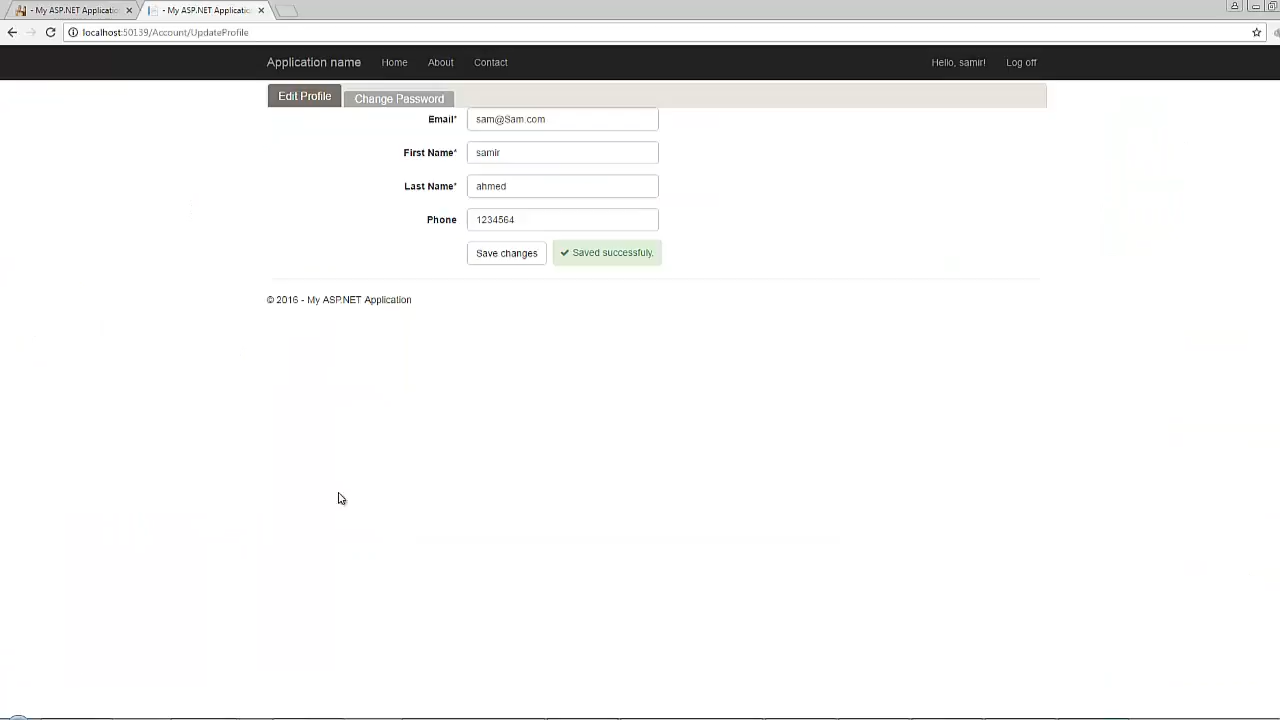 - My ASP.NET Applicatio
- My ASP.NET Applicatio
localhost:50139/Account/UpdateProfile
Application name Home About Contact Hello, samir! Log off
Edit Profile Change Password
Email* sam@Sam.com
First Name* samir
Last Name* ahmed
Phone 1234564
Save changes Saved successfuly.
© 2016 - My ASP.NET Application